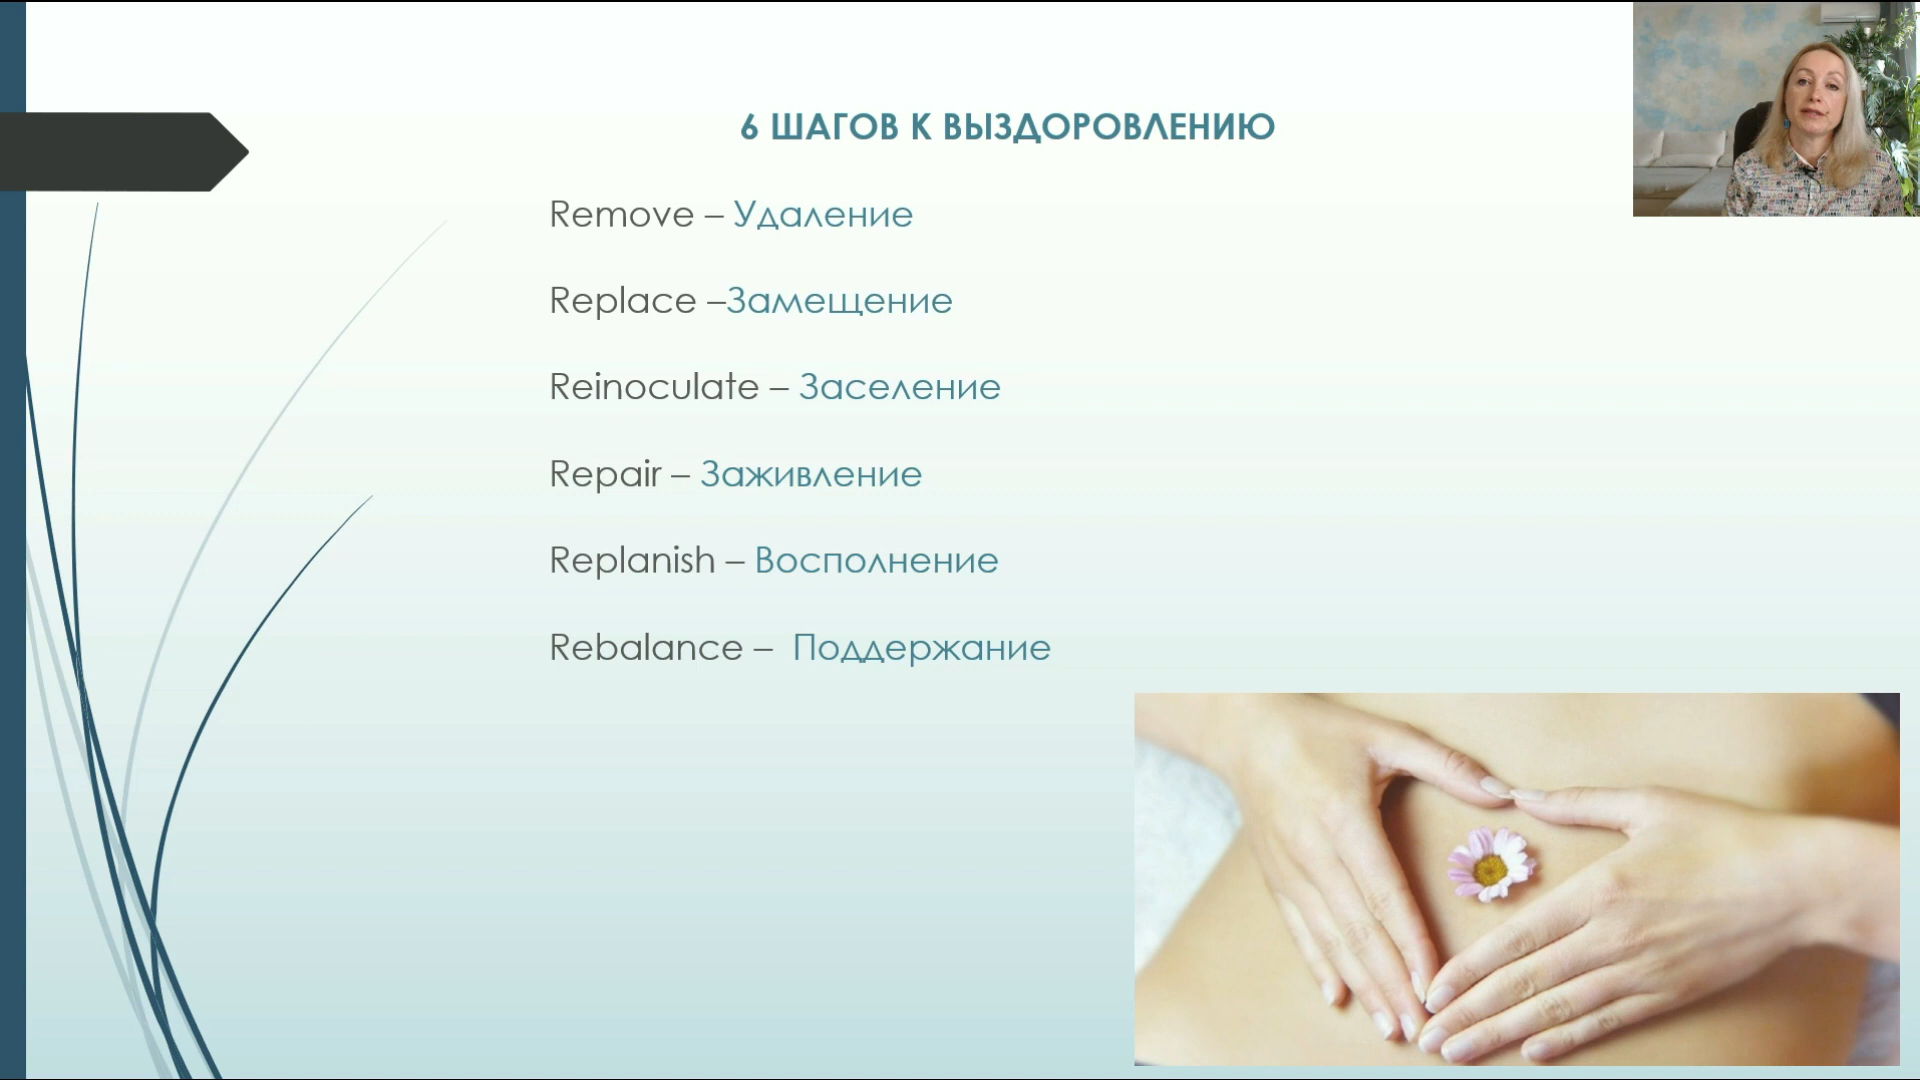 6 ШАГОВ К ВЫЗДОРОВЛЕНИЮ
Remove – Удаление
Replace –Замещение
Reinoculate – Заселение
Repair – Заживление
Replanish – Восполнение
Rebalance – Поддержание